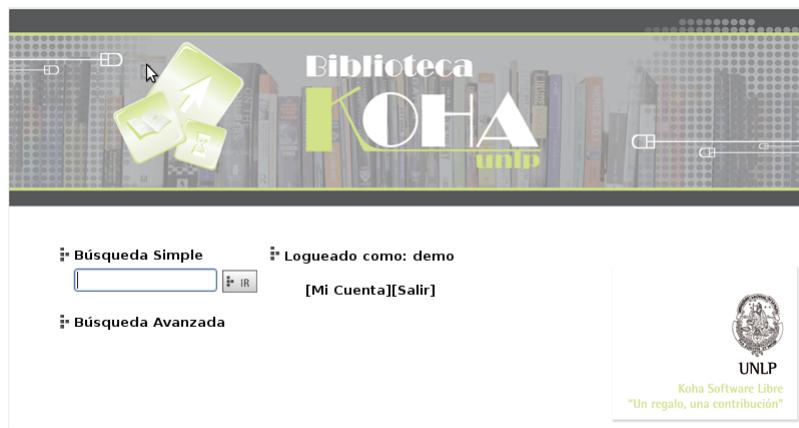 Biblioteca
KOHA
unlp
Búsqueda Simple
IR
Búsqueda Avanzada
Logueado como: demo
[Mi Cuenta][Salir]
UNLP
Koha Software Libre
"Un regalo, una contribución"